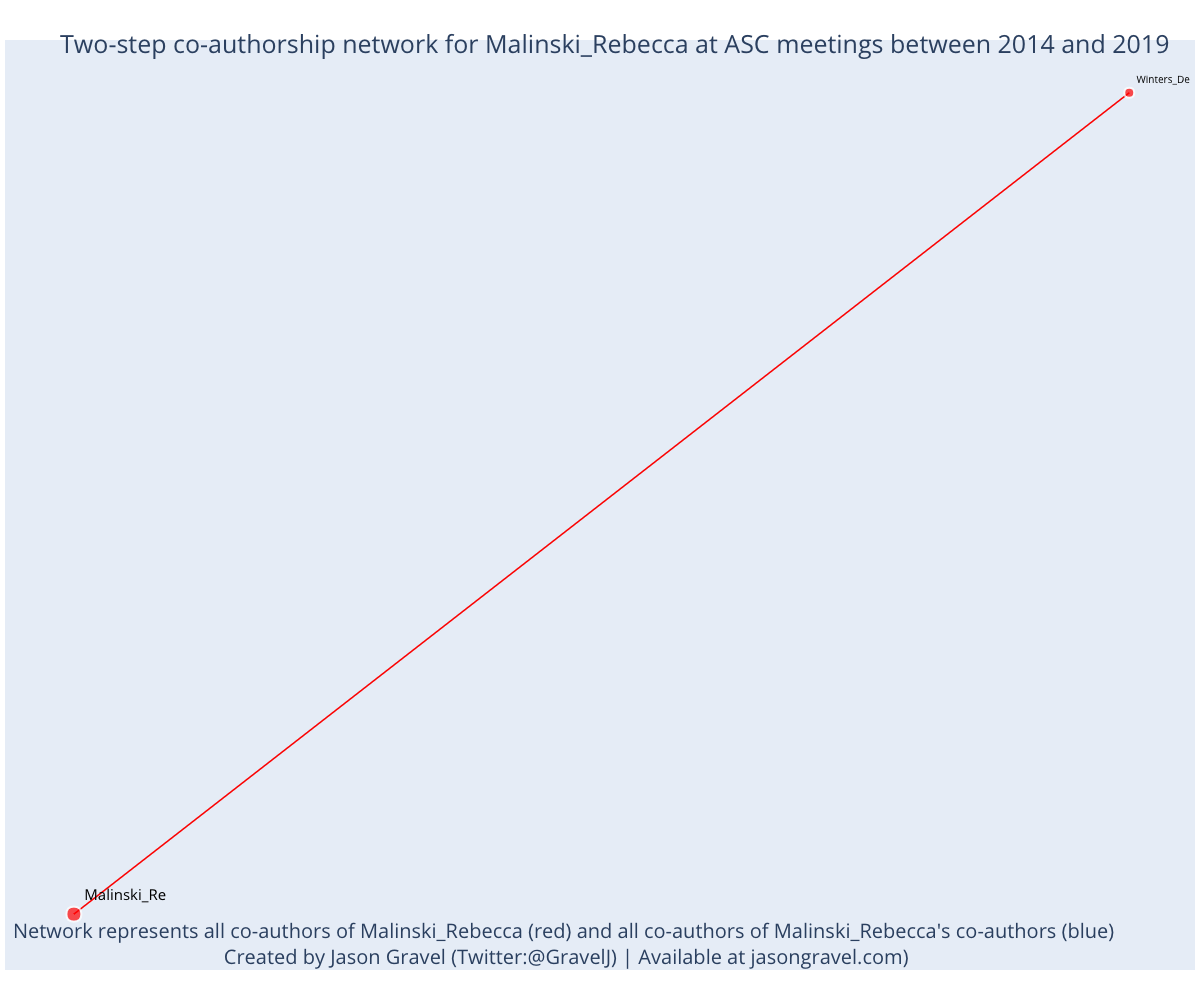 Two-step co-authorship network for Malinski_Rebecca at ASC meetings between 2014 and 2019
Winters_De
Malinski_Re
Network represents all co-authors of Malinski_Rebecca (red) and all co-authors of Malinski_Rebecca's co-authors (blue)
Created by Jason Gravel (Twitter:@GravelJ) | Available at jasongravel.com)